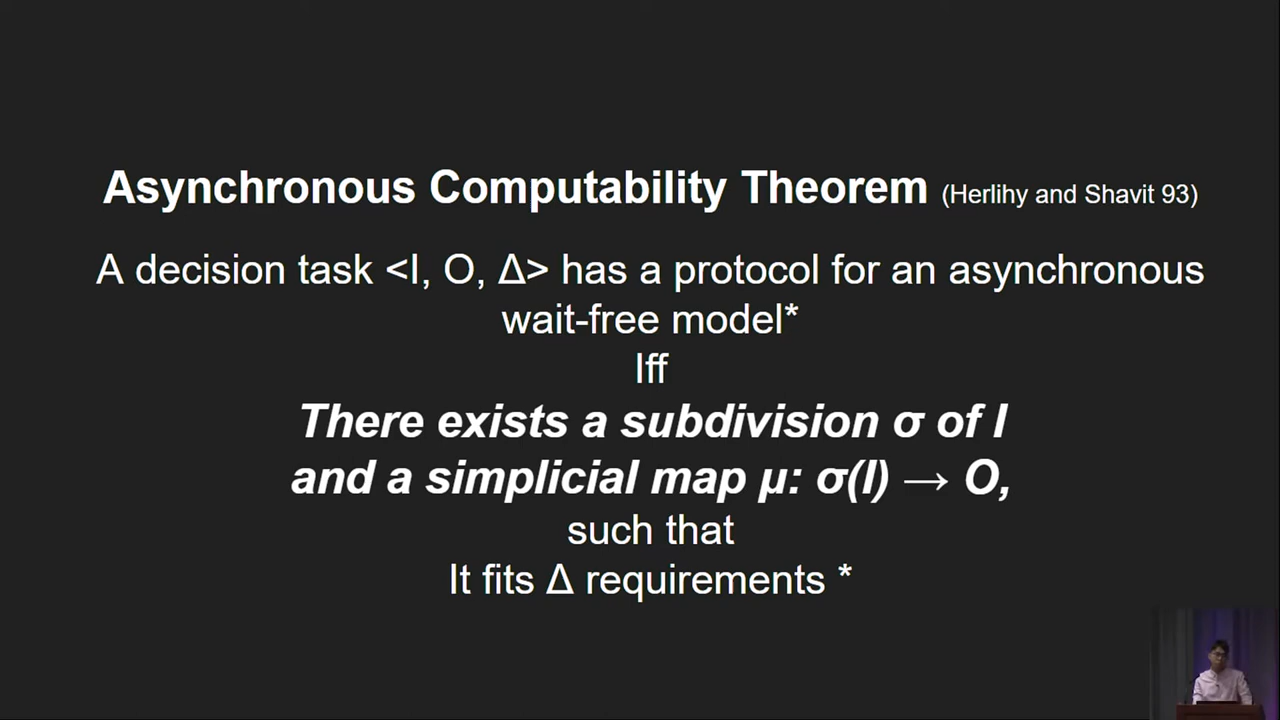 Asynchronous Computability Theorem (Herlihy and Shavit 93)
A decision task <I, O, Δ> has a protocol for an asynchronous
wait-free model*
Iff
There exists a subdivision σ of I
and a simplicial map μ: σ(I) → O,
such that
It fits Δ requirements *